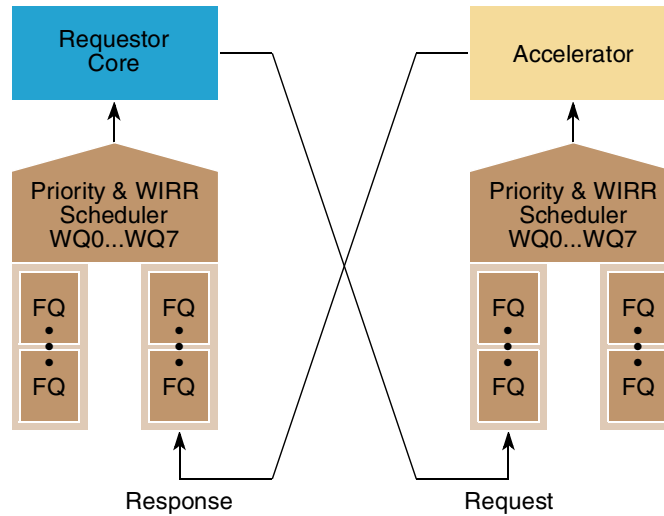 Requestor
Core
Accelerator
Priority & WIRR
Scheduler
WQ0...WQ7
Priority & WIRR
Scheduler
WQ0...WQ7
FQ
FQ
FQ
FQ
FQ
FQ
FQ
FQ
Response
Request